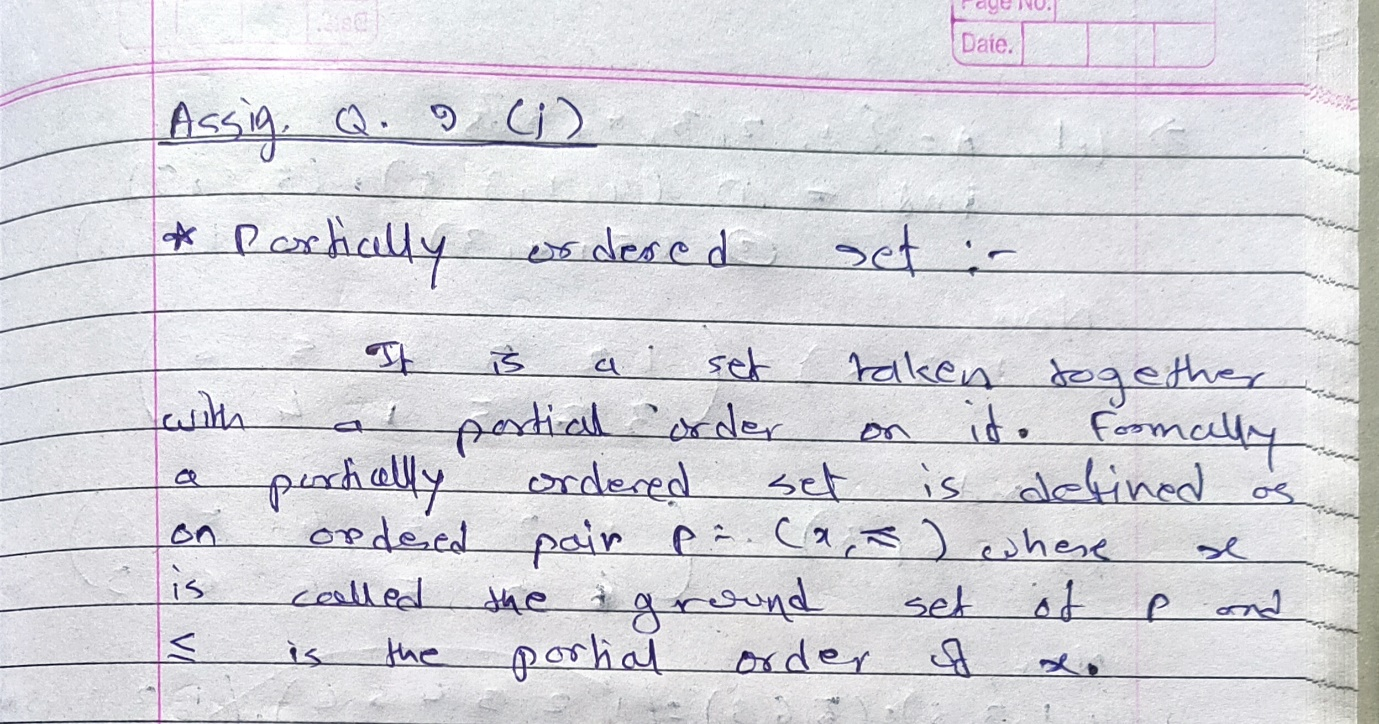 Page No.
Date.
Assig. Q. 9 (i)
* Partially ordered set :-
It is a set taken together
with a partial order on it. Formally
a partially ordered set is defined as
an ordered pair P = (x, ≤) where x
is called the ground set of P and
≤ is the partial order of x.